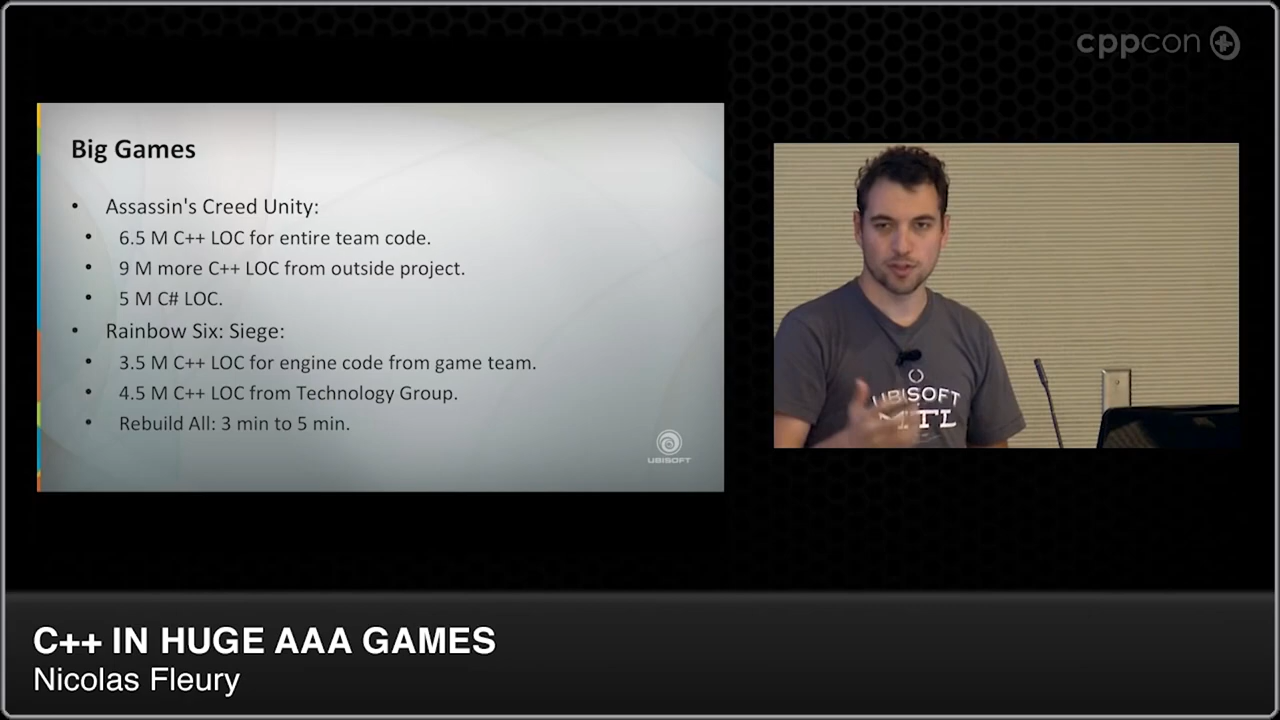 cppcon
Big Games
• Assassin's Creed Unity:
• 6.5 M C++ LOC for entire team code.
• 9 M more C++ LOC from outside project.
• 5 M C# LOC.
• Rainbow Six: Siege:
• 3.5 M C++ LOC for engine code from game team.
• 4.5 M C++ LOC from Technology Group.
• Rebuild All: 3 min to 5 min.
UBISOFT
UBISOFT
MTL
C++ IN HUGE AAA GAMES
Nicolas Fleury